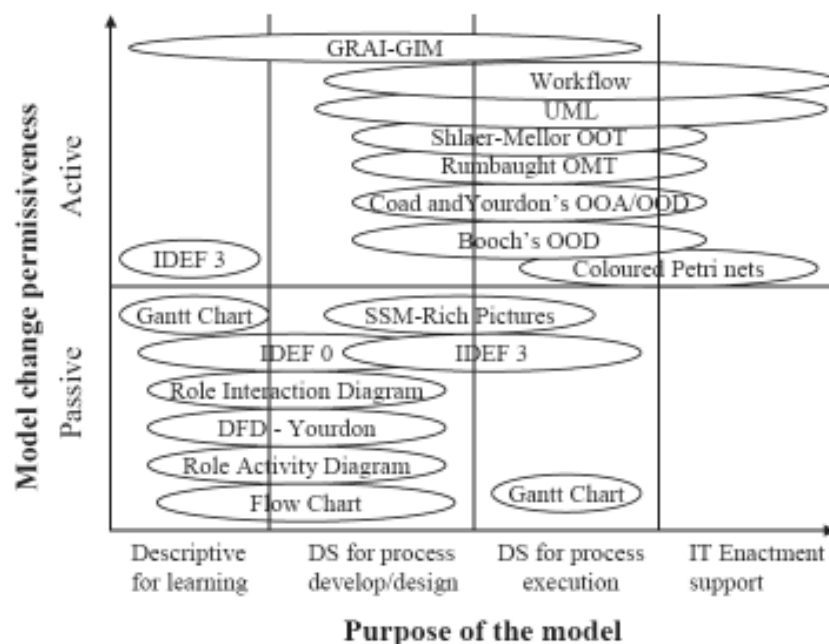 Model change permissiveness
Active
Passive
GRAI-GIM
Workflow
UML
Shlaer-Mellor OOT
Rumbaught OMT
Coad andYourdon's OOA/OOD
Booch's OOD
IDEF 3
Coloured Petri nets
Gantt Chart
SSM-Rich Pictures
IDEF 0
IDEF 3
Role Interaction Diagram
DFD - Yourdon
Role Activity Diagram
Gantt Chart
Flow Chart
Descriptive
for learning
DS for process
develop/design
DS for process
execution
IT Enactment
support
Purpose of the model